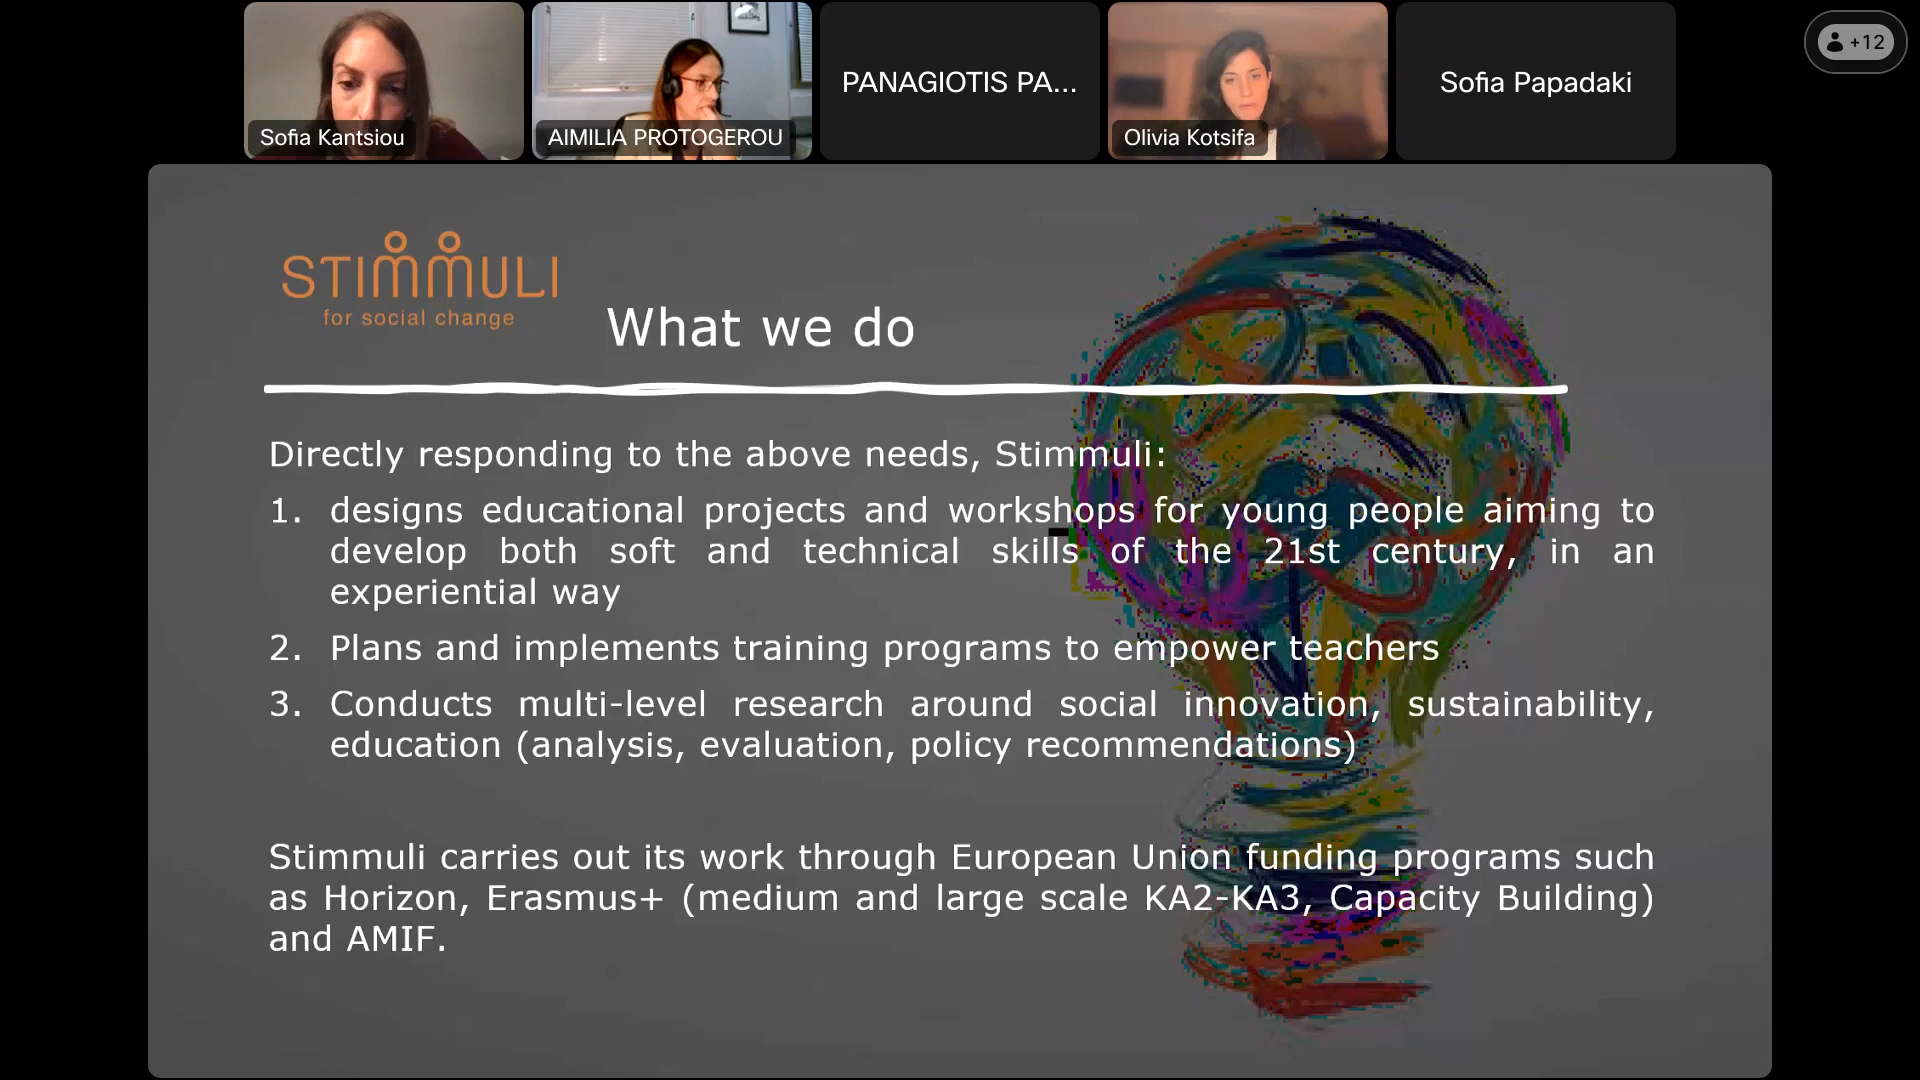 Sofia Kantsiou
AIMILIA PROTOGEROU
PANAGIOTIS PA...
Olivia Kotsifa
Sofia Papadaki
+12
STIMMULI
for social change
What we do
Directly responding to the above needs, Stimmuli:
1. designs educational projects and workshops for young people aiming to
develop both soft and technical skills of the 21st century, in an
experiential way
2. Plans and implements training programs to empower teachers
3. Conducts multi-level research around social innovation, sustainability,
education (analysis, evaluation, policy recommendations)
Stimmuli carries out its work through European Union funding programs such
as Horizon, Erasmus+ (medium and large scale KA2-KA3, Capacity Building)
and AMIF.